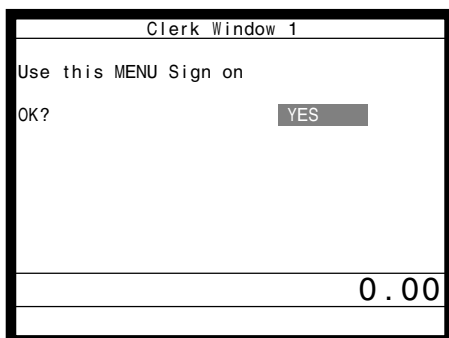 Clerk Window 1
Use this MENU Sign on
OK? YES
0.00